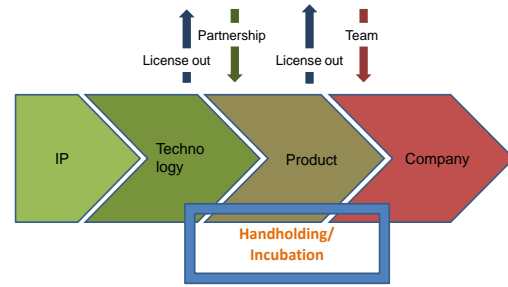 Partnership
Team
License out
License out
IP
Techno
logy
Product
Company
Handholding/
Incubation